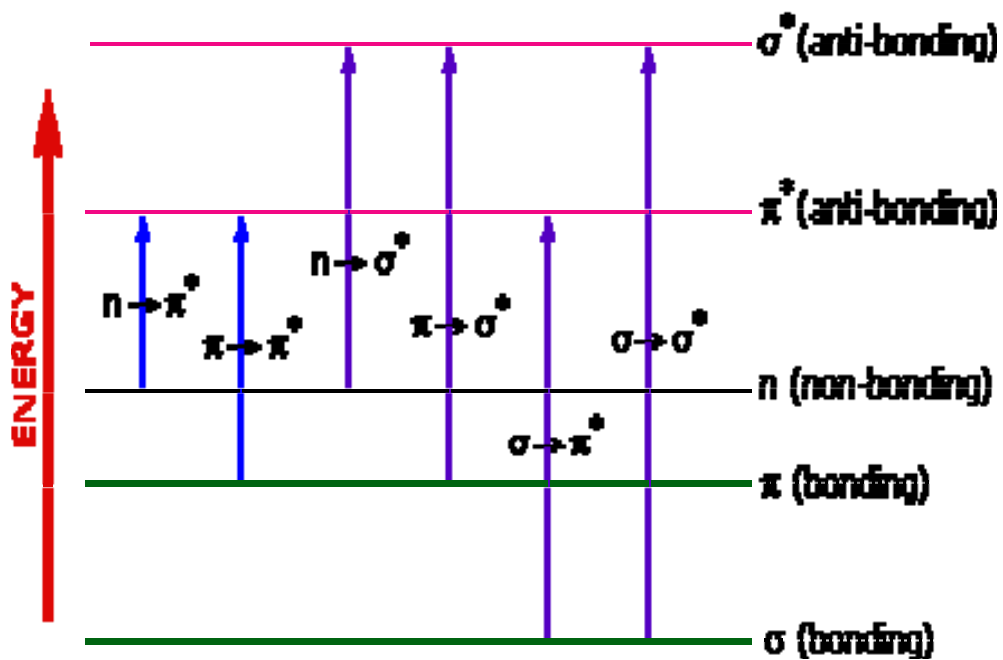 σ* (anti-bonding)
π* (anti-bonding)
n→σ*
n→π*
π→σ*
π→π*
σ→σ*
ENERGY
n (non-bonding)
σ→π*
π (bonding)
σ (bonding)